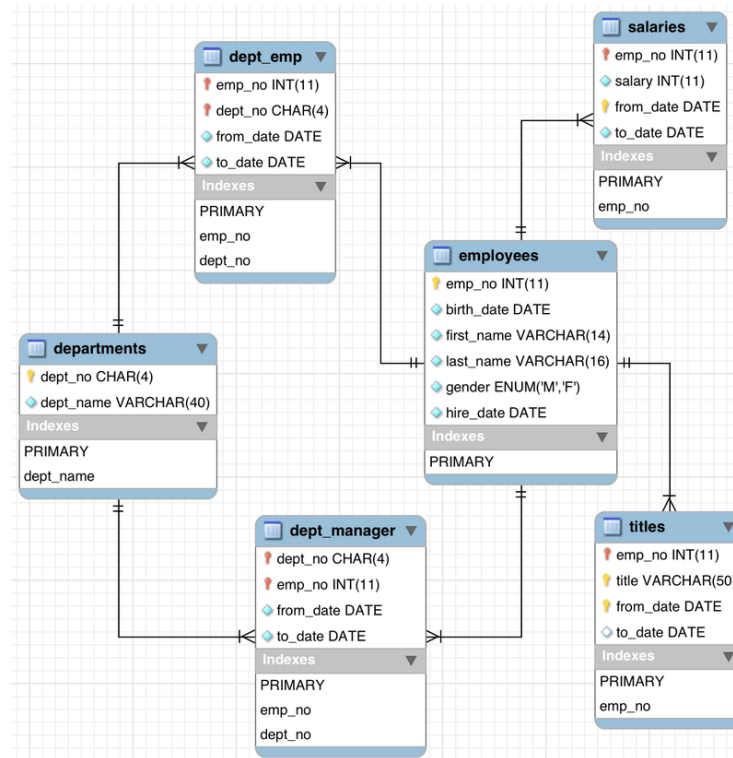 salaries
emp_no INT(11)
salary INT(11)
from_date DATE
to_date DATE
Indexes
PRIMARY
emp_no
dept_emp
emp_no INT(11)
dept_no CHAR(4)
from_date DATE
to_date DATE
Indexes
PRIMARY
emp_no
dept_no
employees
emp_no INT(11)
birth_date DATE
first_name VARCHAR(14)
last_name VARCHAR(16)
gender ENUM('M','F')
hire_date DATE
Indexes
PRIMARY
departments
dept_no CHAR(4)
dept_name VARCHAR(40)
Indexes
PRIMARY
dept_name
dept_manager
dept_no CHAR(4)
emp_no INT(11)
from_date DATE
to_date DATE
Indexes
PRIMARY
emp_no
dept_no
titles
emp_no INT(11)
title VARCHAR(50)
from_date DATE
to_date DATE
Indexes
PRIMARY
emp_no